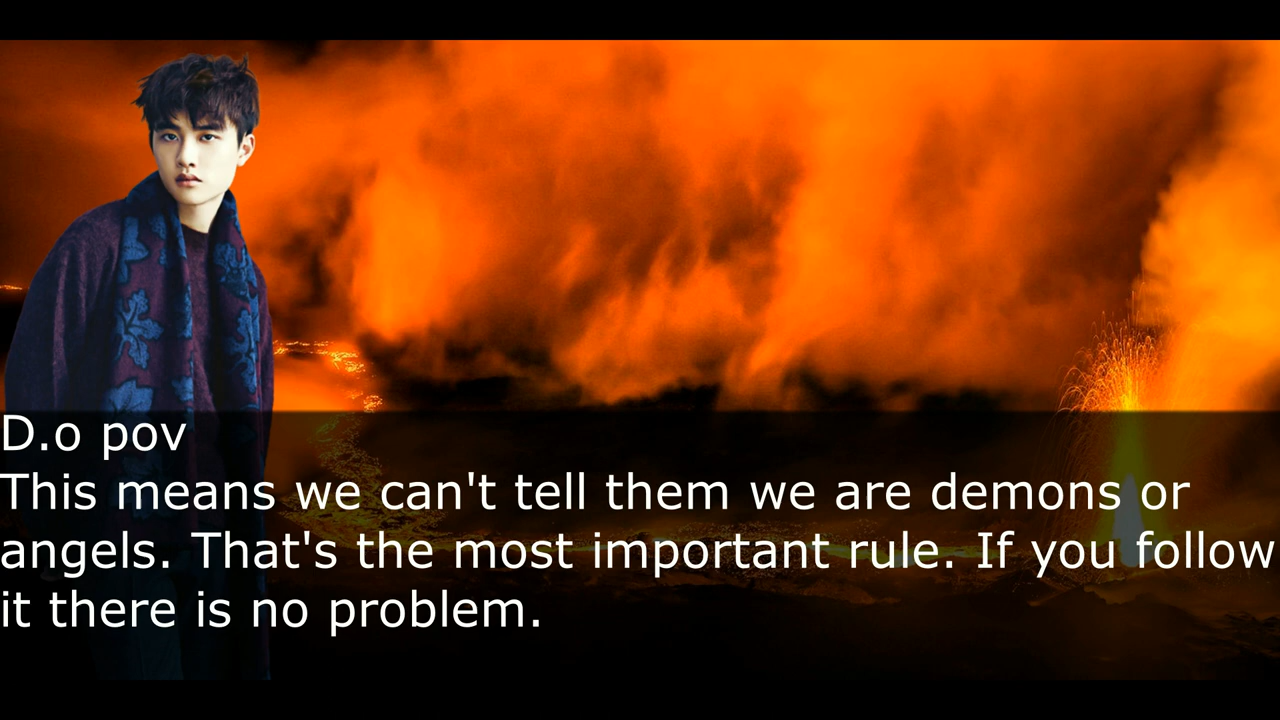 D.o pov
This means we can't tell them we are demons or
angels. That's the most important rule. If you follow
it there is no problem.